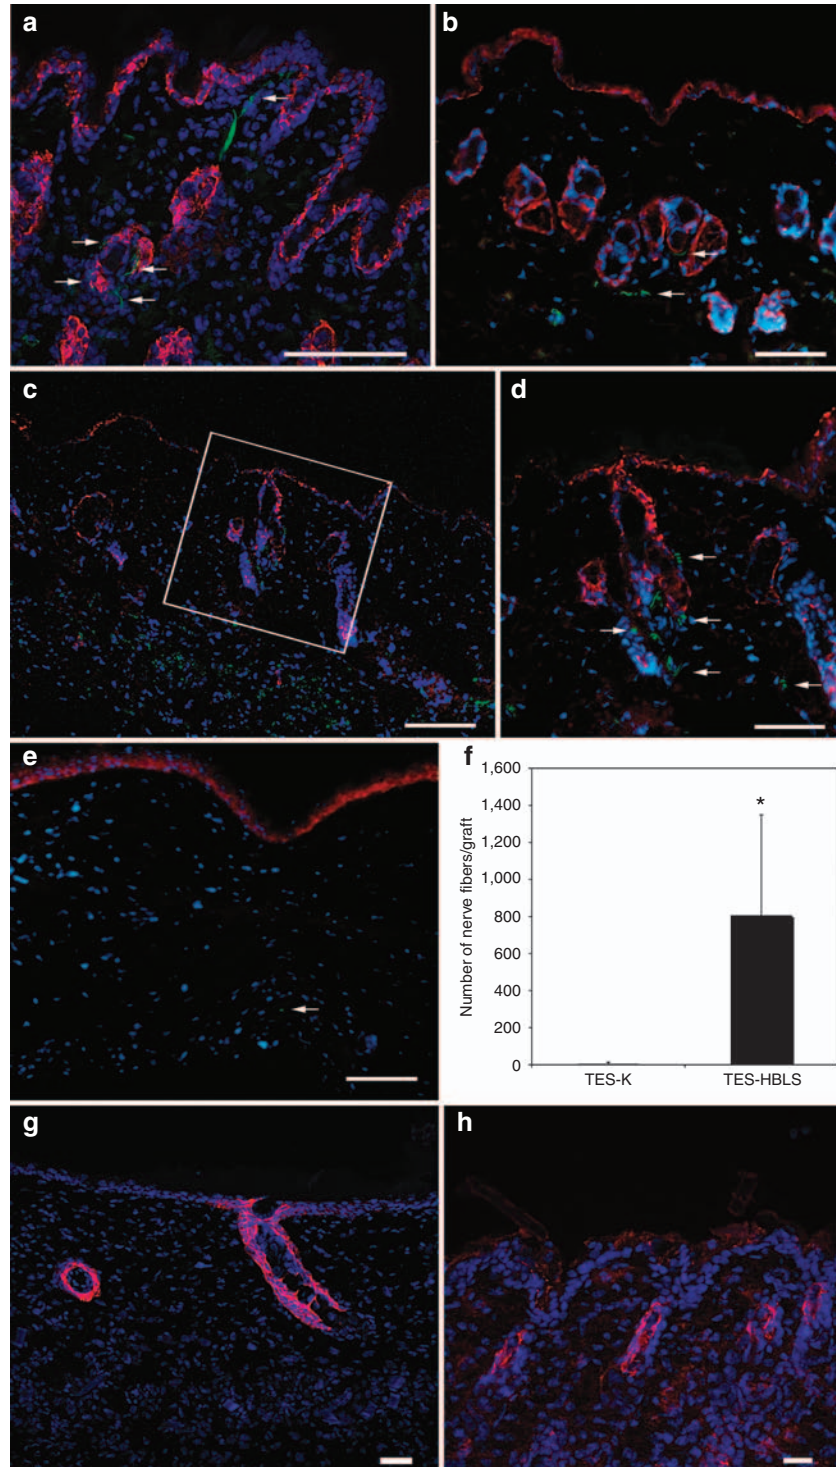 a
b
c
d
e
f
1,600
1,400
1,200
1,000
800
600
400
200
0
Number of nerve fibers/graft
*
TES-K
TES-HBLS
g
h